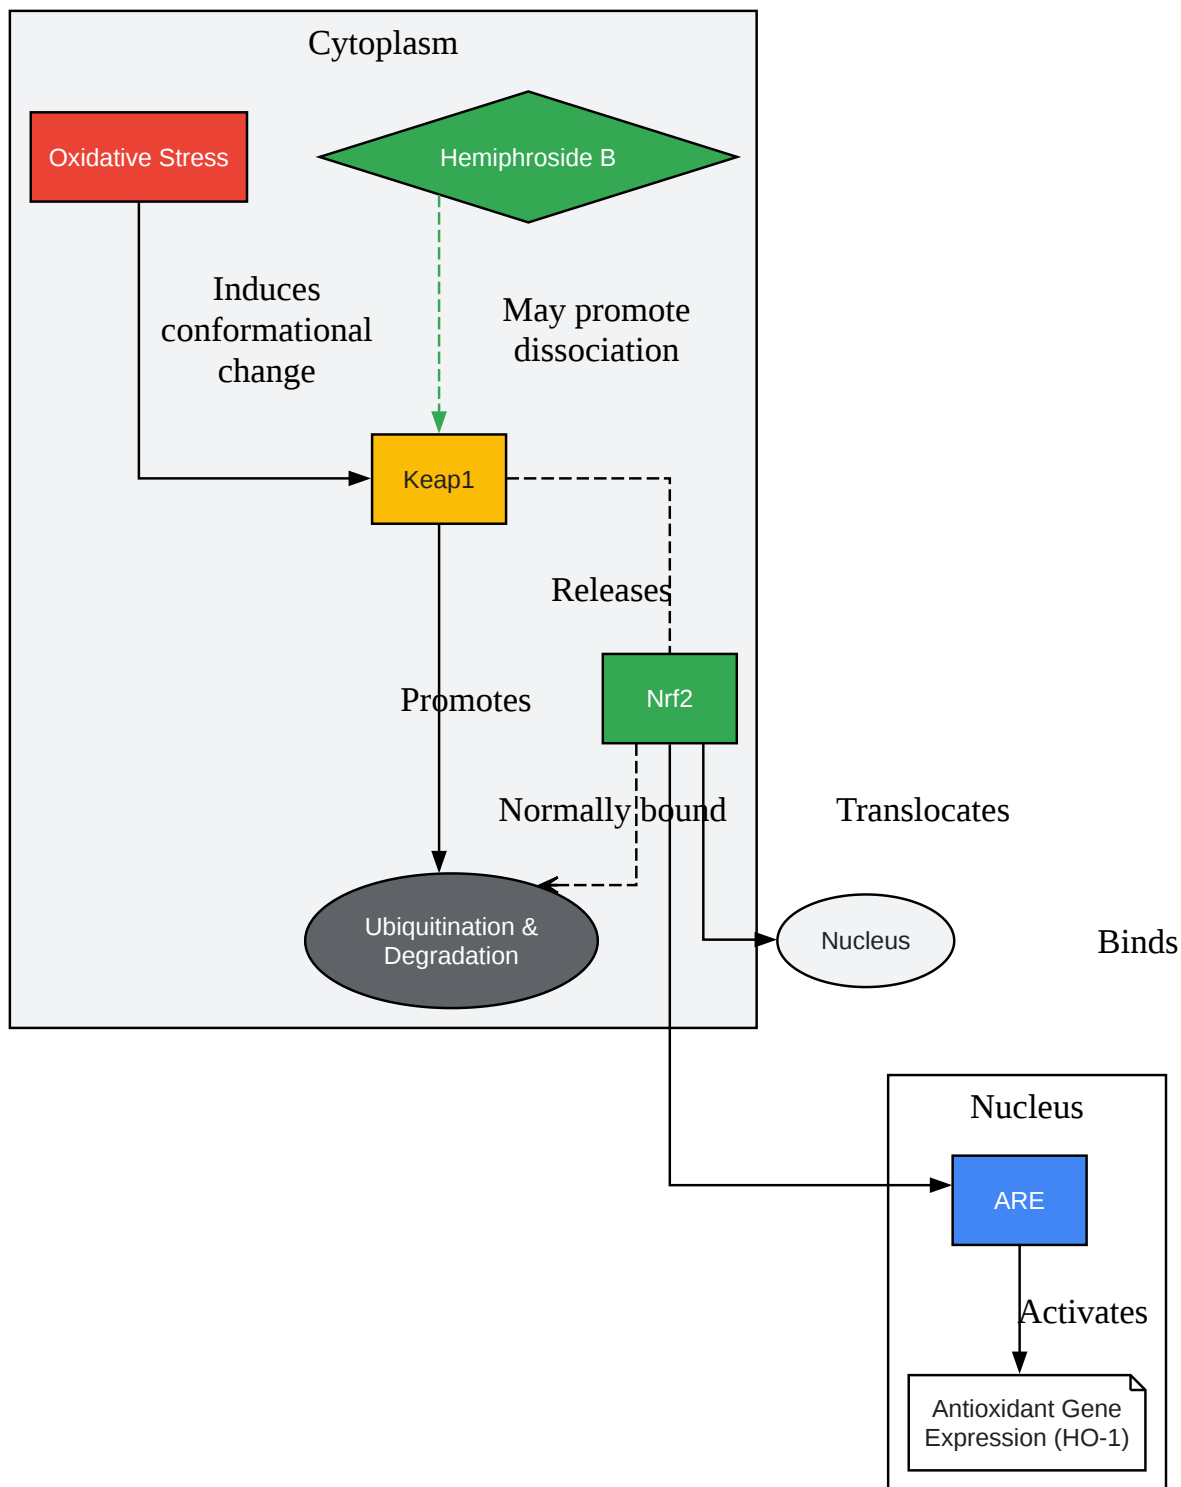 Cytoplasm
Oxidative Stress
Hemiphroside B
Induces
conformational
change
May promote
dissociation
Keap1
Releases
Promotes
Nrf2
Normally bound
Translocates
Ubiquitination &
Degradation
Nucleus
Binds
Nucleus
ARE
Activates
Antioxidant Gene
Expression (HO-1)